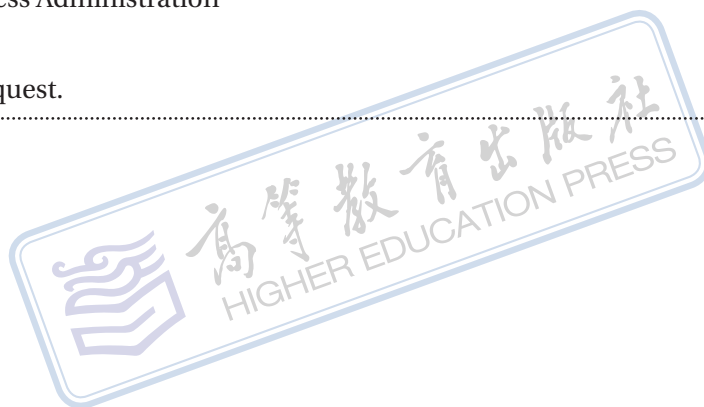 ess Administration
quest.
高等教育出版社
HIGHER EDUCATION PRESS